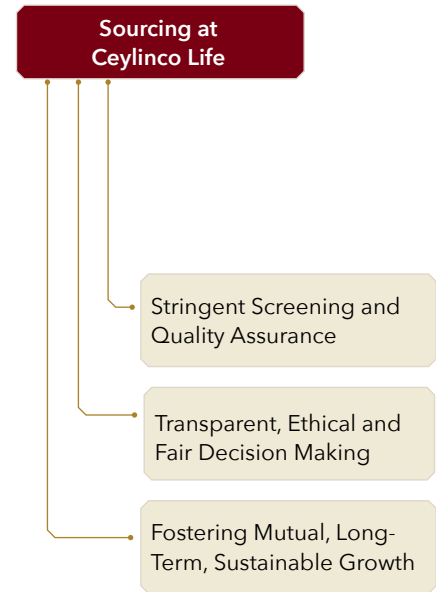 Sourcing at
Ceylinco Life
Stringent Screening and
Quality Assurance
Transparent, Ethical and
Fair Decision Making
Fostering Mutual, Long-
Term, Sustainable Growth